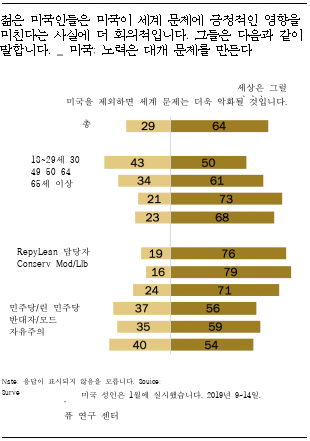 젊은 미국인들은 미국이 세계 문제에 긍정적인 영향을
미친다는 사실에 더 회의적입니다. 그들은 다음과 같이
말합니다. _ 미국: 노력은 대개 문제를 만든다
세상은 그럴
미국을 제외하면 세계 문제는 더욱 악화될 것입니다.
총 29 64
18~29세 30 43 50
49 50 64 34 61
65세 이상 21 73
23 68
RepyLean 담당자 19 76
Conserv Mod/Llb 16 79
24 71
민주당/린 민주당 37 56
반대자/모드 35 59
자유주의 40 54
Note: 응답이 표시되지 않음을 모릅니다. Source:
Surve
미국 성인은 1월에 실시했습니다. 2019년 9-14일.
퓨 연구 센터